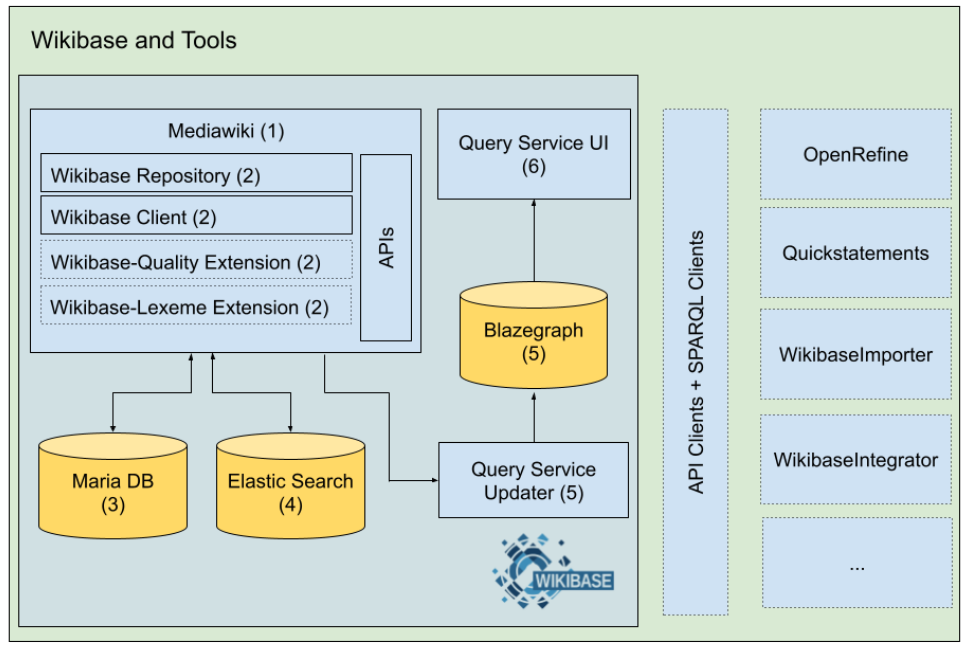 Wikibase and Tools
Mediawiki (1)
Wikibase Repository (2)
Wikibase Client (2)
Wikibase-Quality Extension (2)
Wikibase-Lexeme Extension (2)
APIs
Query Service UI
(6)
Blazegraph
(5)
Maria DB
(3)
Elastic Search
(4)
Query Service
Updater (5)
WIKIBASE
API Clients + SPARQL Clients
OpenRefine
Quickstatements
WikibaseImporter
WikibaseIntegrator
...